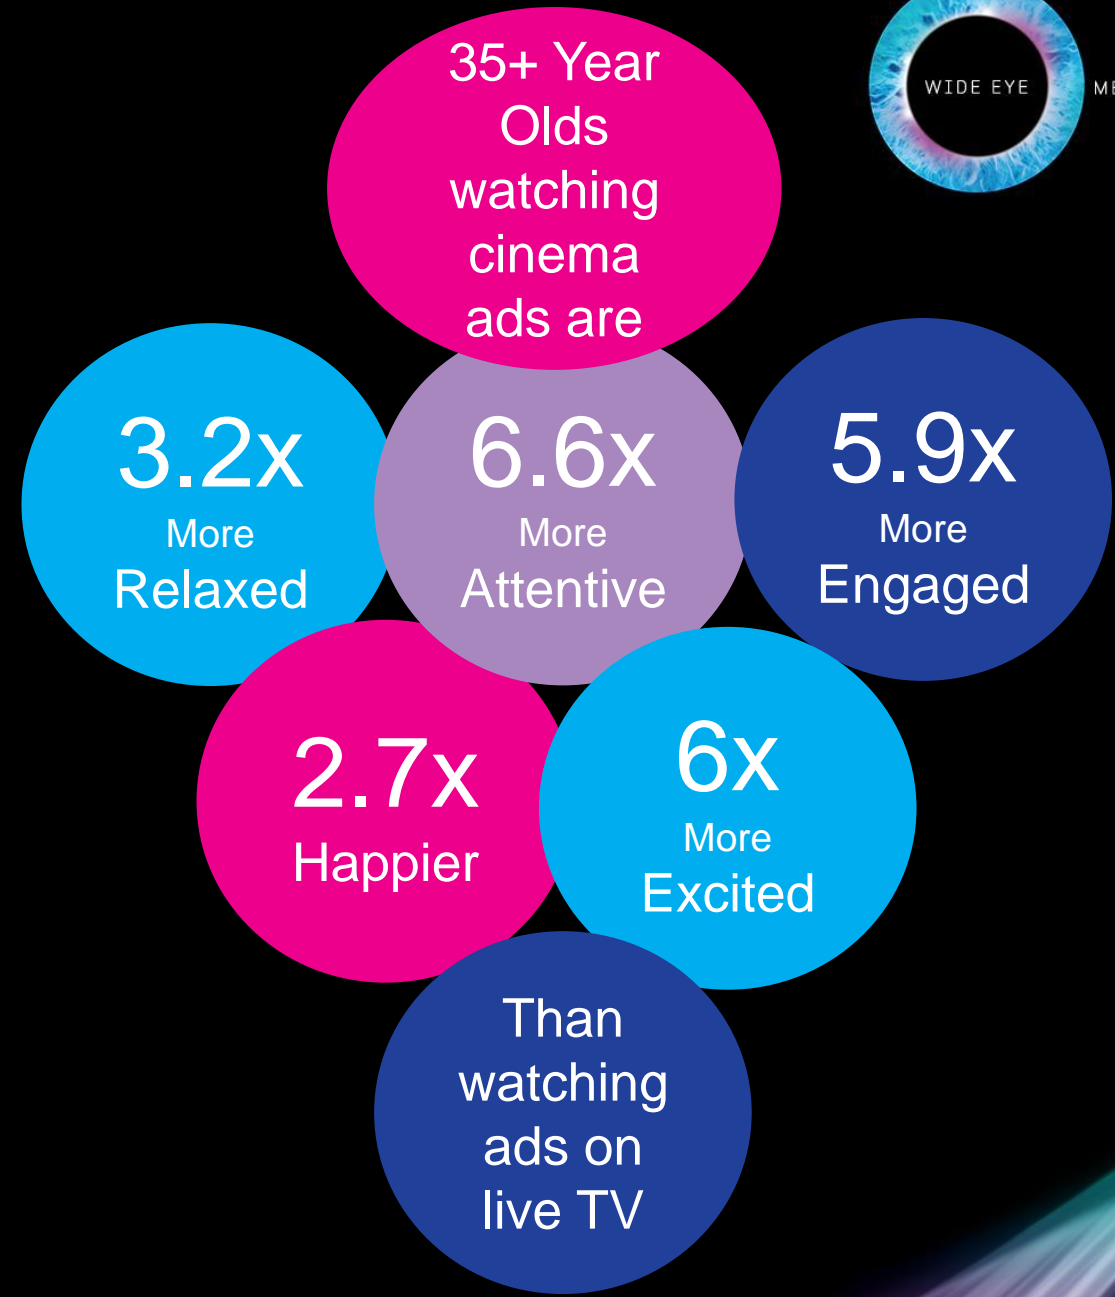 35+ Year
Olds
watching
cinema
ads are
WIDE EYE
3.2x
More
Relaxed
6.6x
More
Attentive
5.9x
More
Engaged
2.7x
Happier
6x
More
Excited
Than
watching
ads on
live TV